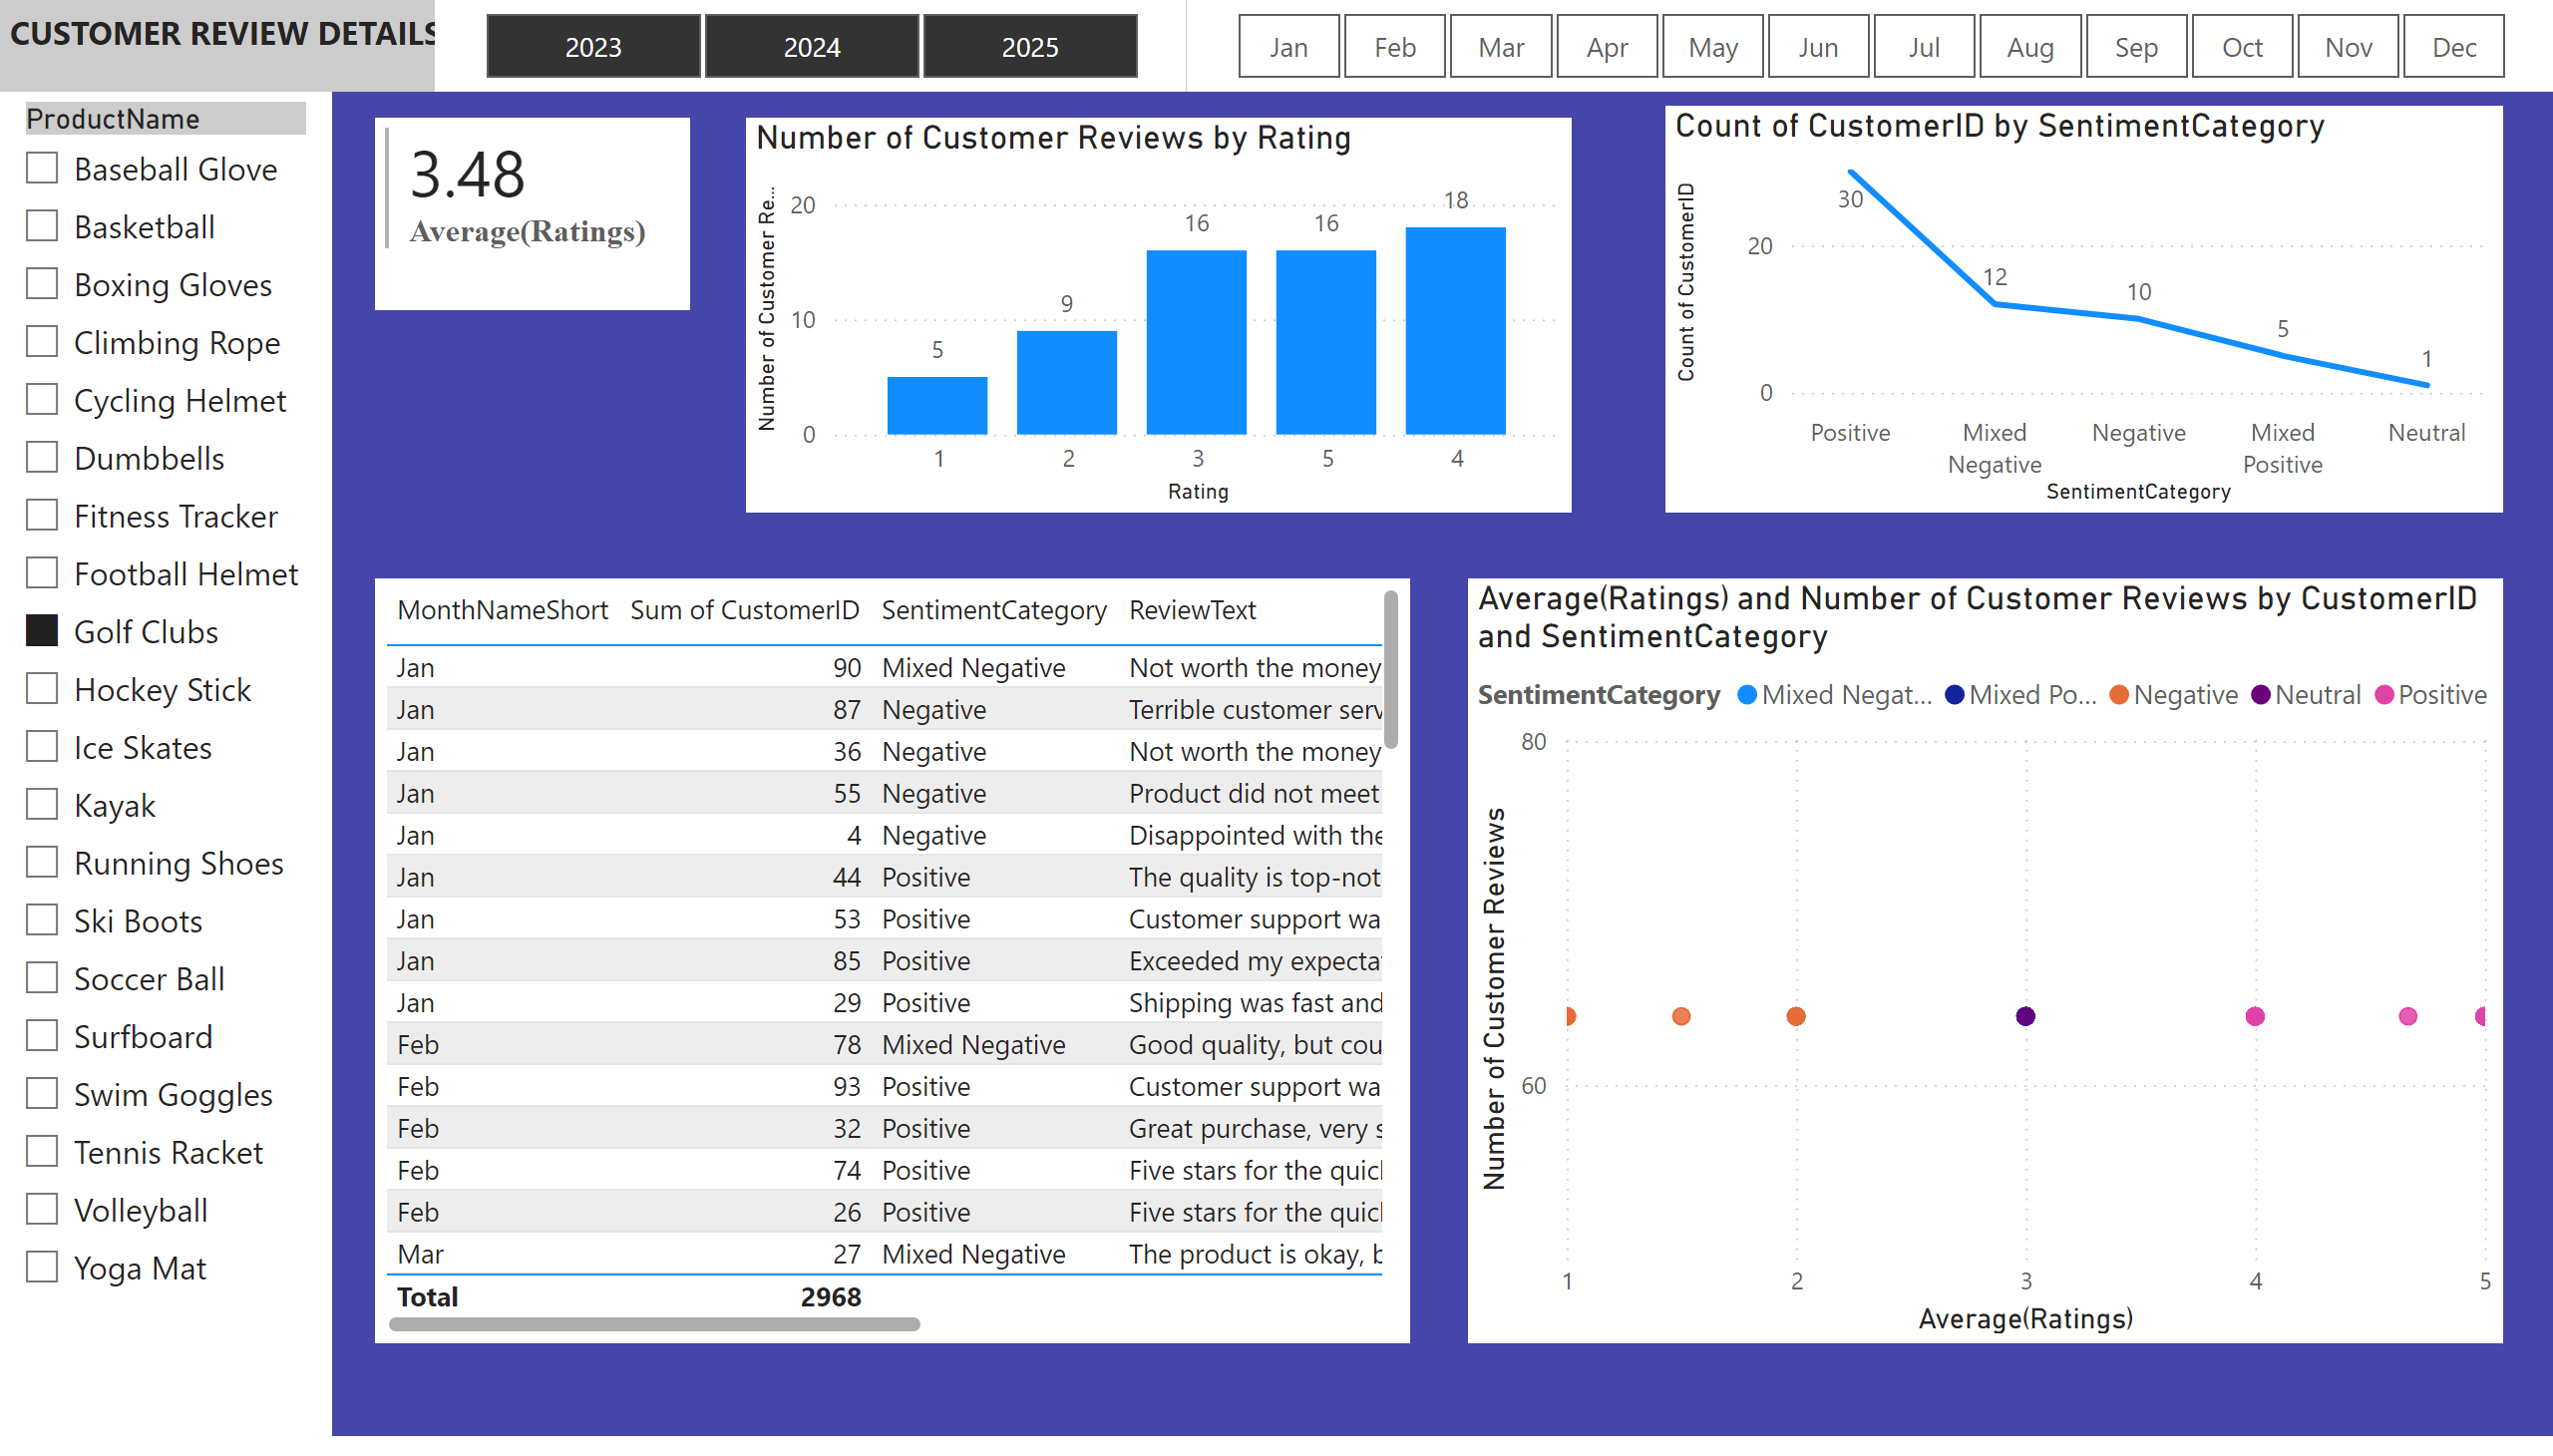 CUSTOMER REVIEW DETAILS
2023 2024 2025
Jan Feb Mar Apr May Jun Jul Aug Sep Oct Nov Dec
ProductName
Baseball Glove
Basketball
Boxing Gloves
Climbing Rope
Cycling Helmet
Dumbbells
Fitness Tracker
Football Helmet
Golf Clubs
Hockey Stick
Ice Skates
Kayak
Running Shoes
Ski Boots
Soccer Ball
Surfboard
Swim Goggles
Tennis Racket
Volleyball
Yoga Mat
3.48
Average(Ratings)
Number of Customer Reviews by Rating
Number of Customer Re...
20
10
0
5 9 16 16 18
1 2 3 5 4
Rating
Count of CustomerID by SentimentCategory
Count of CustomerID
20
0
30 12 10 5 1
Positive Mixed Negative Negative Mixed Positive Neutral
SentimentCategory
MonthNameShort Sum of CustomerID SentimentCategory ReviewText
Jan 90 Mixed Negative Not worth the money
Jan 87 Negative Terrible customer serv
Jan 36 Negative Not worth the money
Jan 55 Negative Product did not meet
Jan 4 Negative Disappointed with the
Jan 44 Positive The quality is top-not
Jan 53 Positive Customer support wa
Jan 85 Positive Exceeded my expecta
Jan 29 Positive Shipping was fast and
Feb 78 Mixed Negative Good quality, but cou
Feb 93 Positive Customer support wa
Feb 32 Positive Great purchase, very s
Feb 74 Positive Five stars for the quic
Feb 26 Positive Five stars for the quic
Mar 27 Mixed Negative The product is okay, b
Total 2968
Average(Ratings) and Number of Customer Reviews by CustomerID
and SentimentCategory
SentimentCategory Mixed Negat... Mixed Po... Negative Neutral Positive
Number of Customer Reviews
80
60
1 2 3 4 5
Average(Ratings)